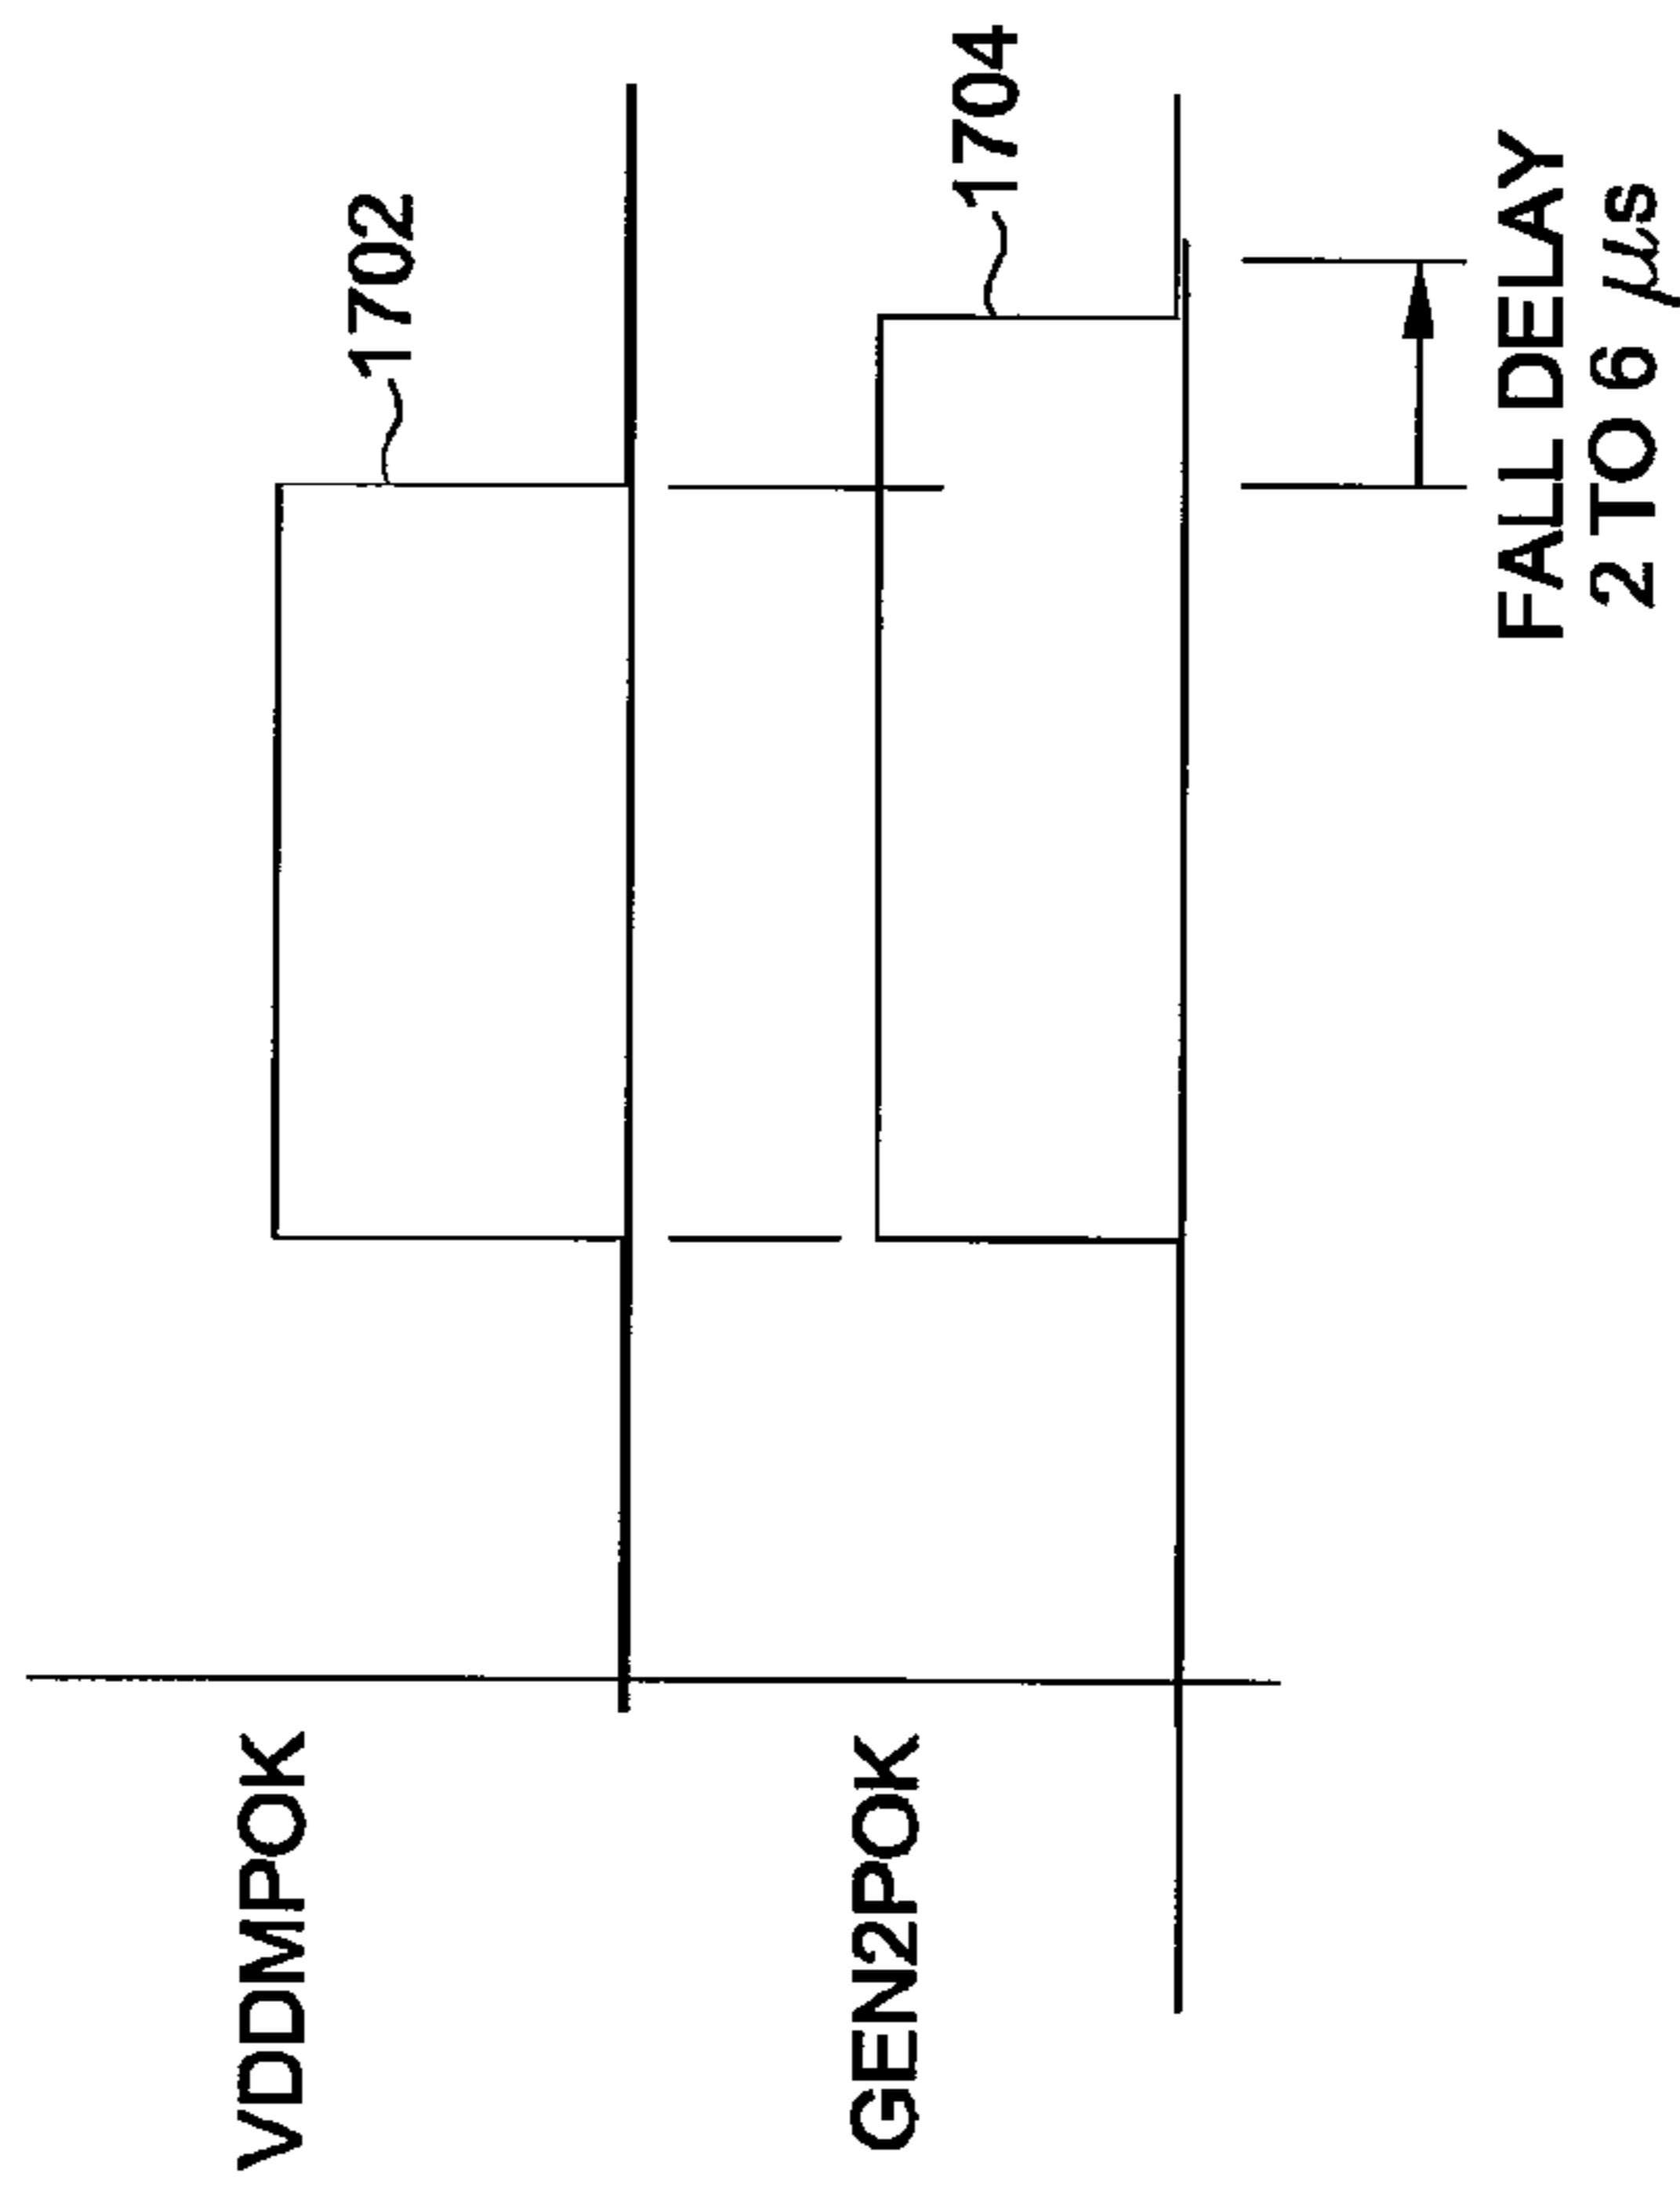 VDDMPOK
1702
GEN2POK
1704
FALL DELAY
2 TO 6 μs